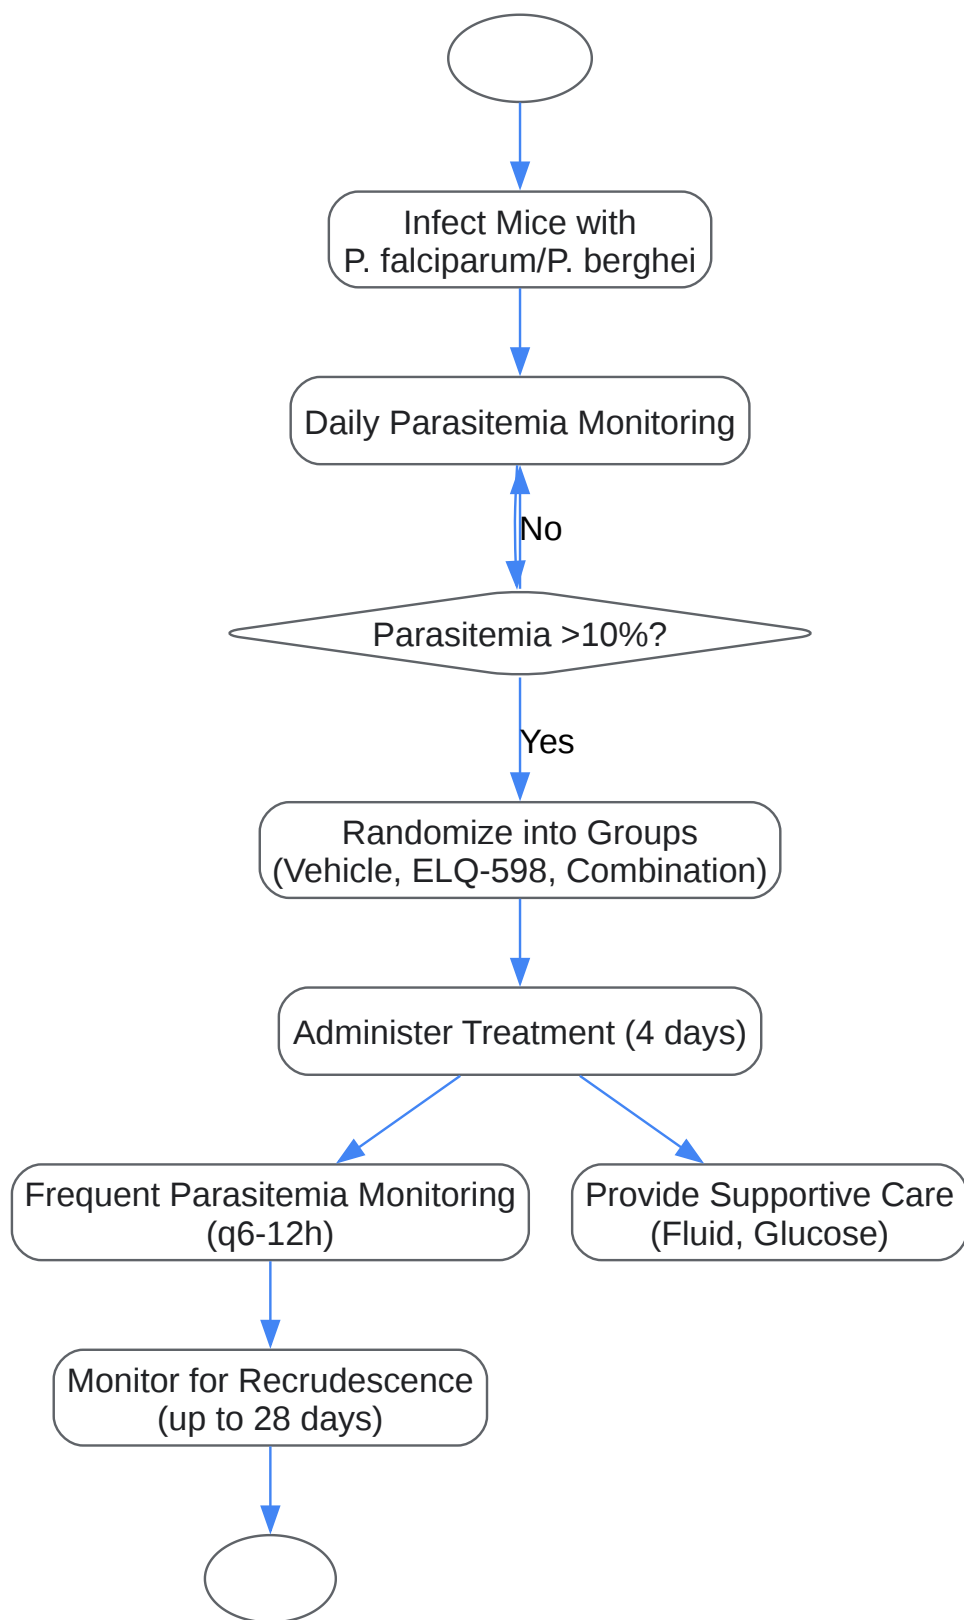 Infect Mice with
P. falciparum/P. berghei
Daily Parasitemia Monitoring
No
Parasitemia >10%?
Yes
Randomize into Groups
(Vehicle, ELQ-598, Combination)
Administer Treatment (4 days)
Frequent Parasitemia Monitoring
(q6-12h)
Provide Supportive Care
(Fluid, Glucose)
Monitor for Recrudescence
(up to 28 days)